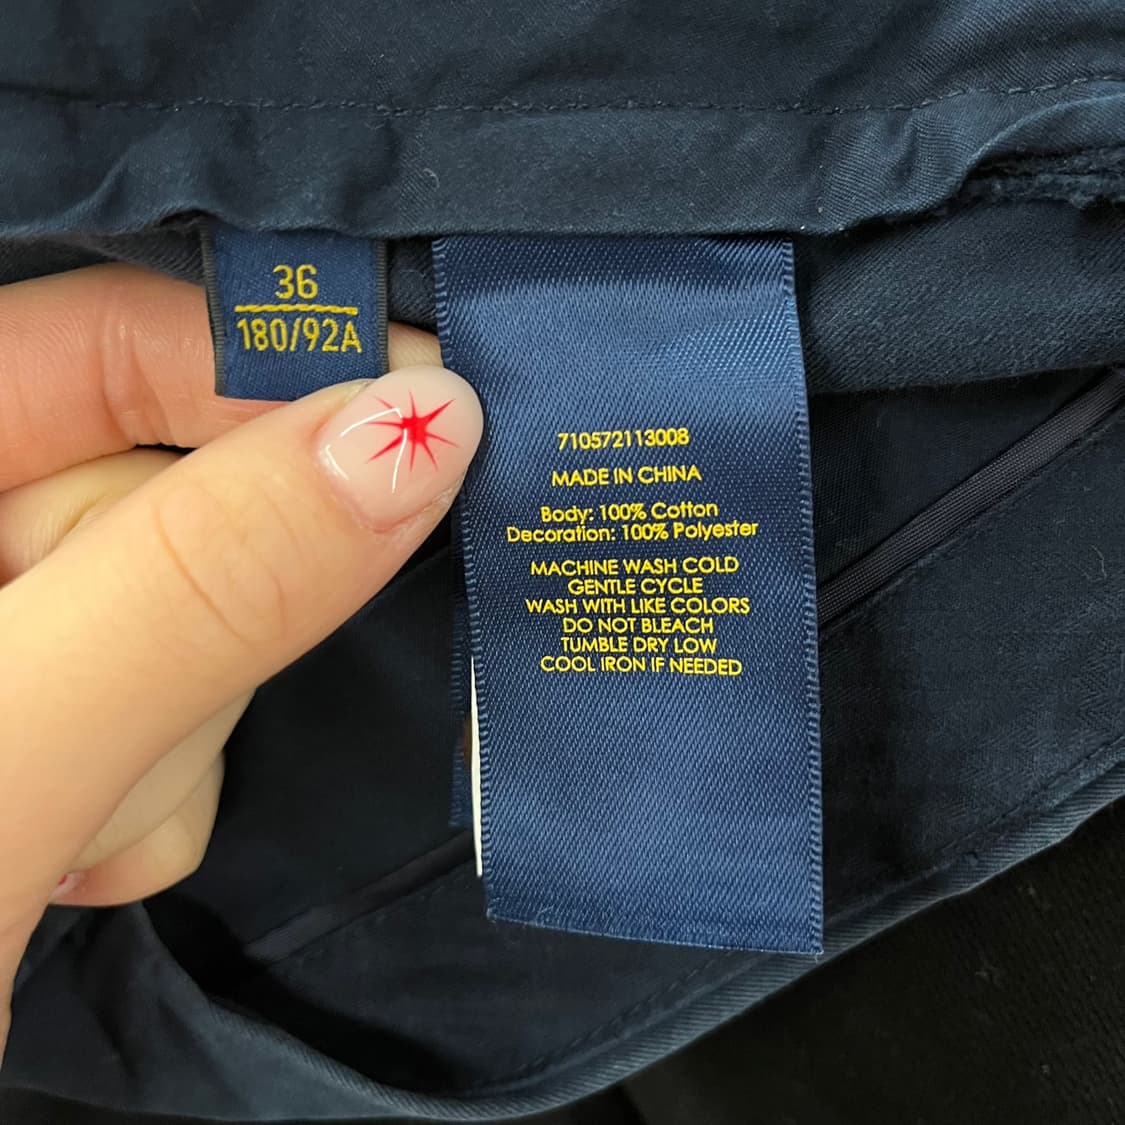 36
180/92A
710572113008
MADE IN CHINA
Body: 100% Cotton
Decoration: 100% Polyester
MACHINE WASH COLD
GENTLE CYCLE
WASH WITH LIKE COLORS
DO NOT BLEACH
TUMBLE DRY LOW
COOL IRON IF NEEDED